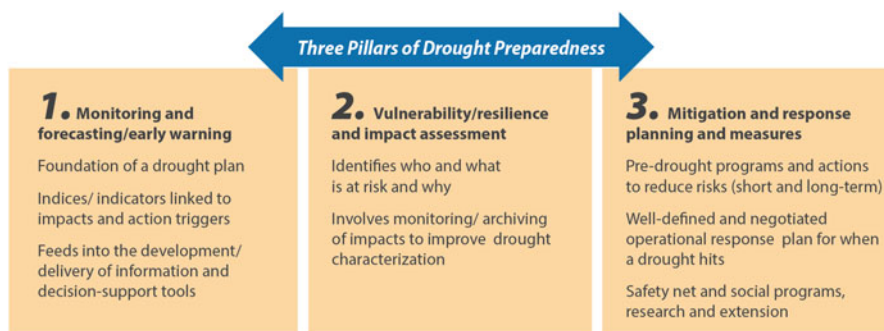 Three Pillars of Drought Preparedness
1. Monitoring and
forecasting/early warning
Foundation of a drought plan
Indices/ indicators linked to
impacts and action triggers
Feeds into the development/
delivery of information and
decision-support tools
2. Vulnerability/resilience
and impact assessment
Identifies who and what
is at risk and why
Involves monitoring/ archiving
of impacts to improve drought
characterization
3. Mitigation and response
planning and measures
Pre-drought programs and actions
to reduce risks (short and long-term)
Well-defined and negotiated
operational response plan for when
a drought hits
Safety net and social programs,
research and extension